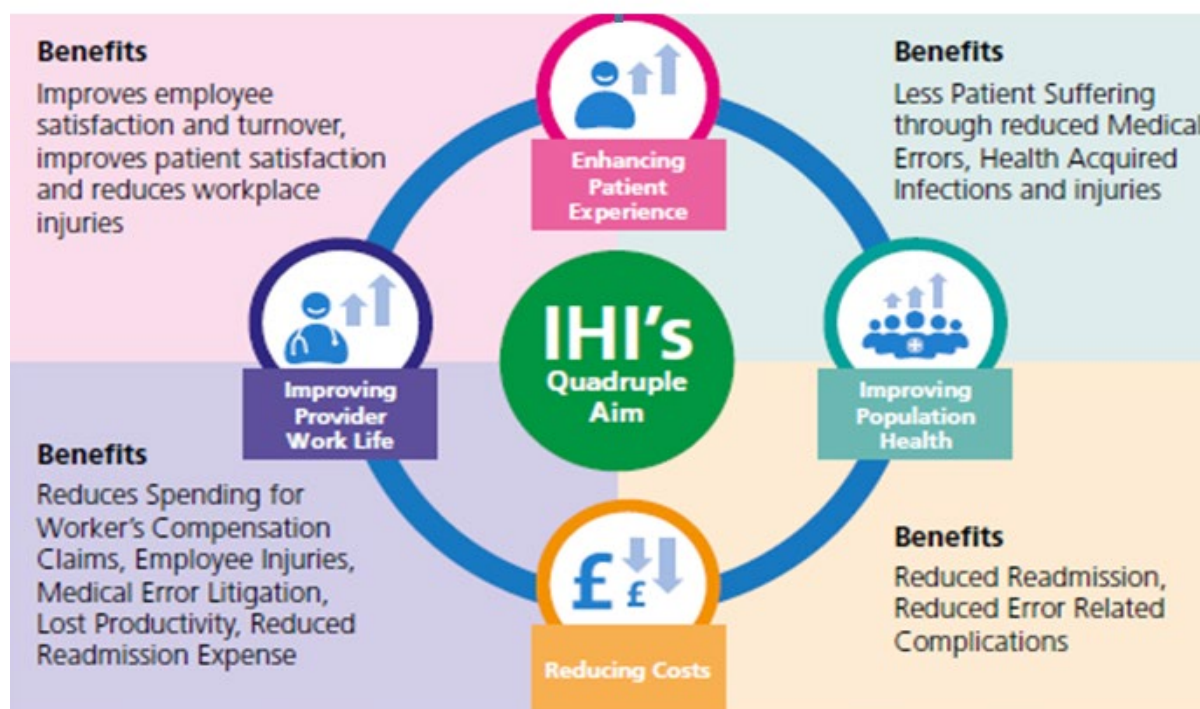 Benefits
Improves employee
satisfaction and turnover,
improves patient satisfaction
and reduces workplace
injuries
Enhancing
Patient
Experience
Benefits
Less Patient Suffering
through reduced Medical
Errors, Health Acquired
Infections and injuries
IHI's
Quadruple
Aim
Improving
Provider
Work Life
Improving
Population
Health
Benefits
Reduces Spending for
Worker's Compensation
Claims, Employee Injuries,
Medical Error Litigation,
Lost Productivity, Reduced
Readmission Expense
£ £
Reducing Costs
Benefits
Reduced Readmission,
Reduced Error Related
Complications